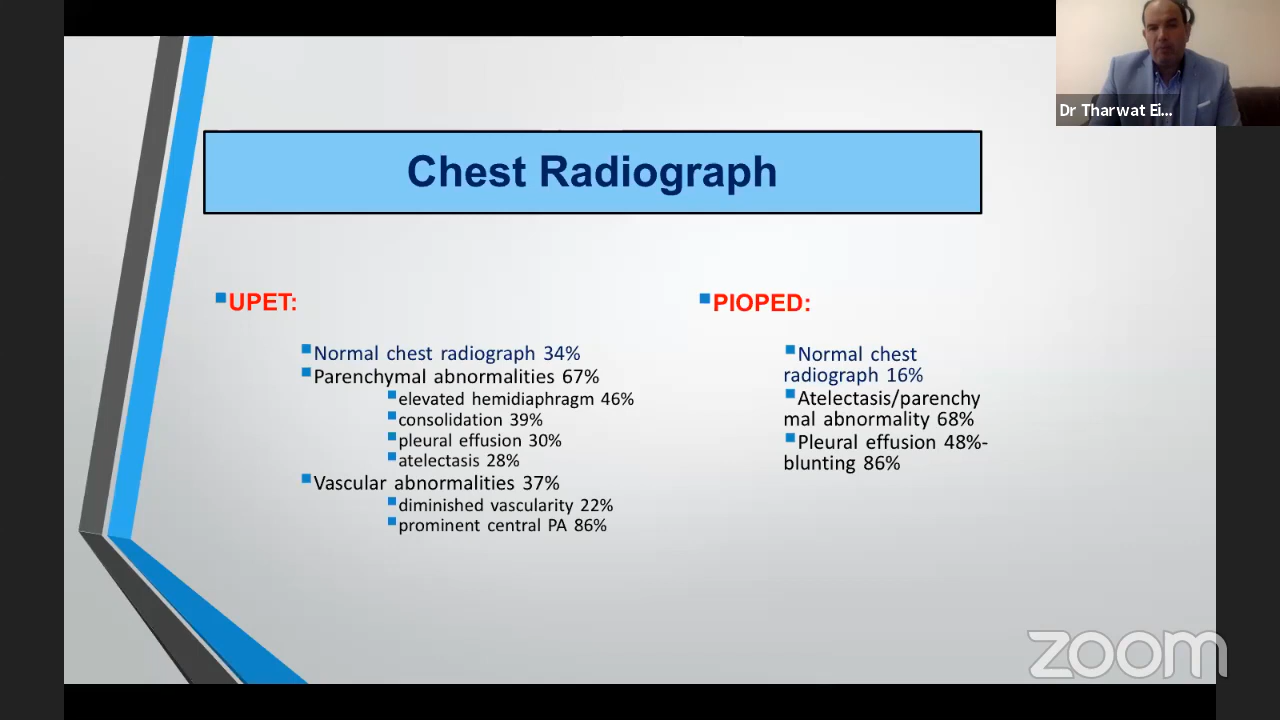 Dr Tharwat Ei...
Chest Radiograph
UPET:
Normal chest radiograph 34%
Parenchymal abnormalities 67%
elevated hemidiaphragm 46%
consolidation 39%
pleural effusion 30%
atelectasis 28%
Vascular abnormalities 37%
diminished vascularity 22%
prominent central PA 86%
PIOPED:
Normal chest
radiograph 16%
Atelectasis/parenchy
mal abnormality 68%
Pleural effusion 48%-
blunting 86%
zoom